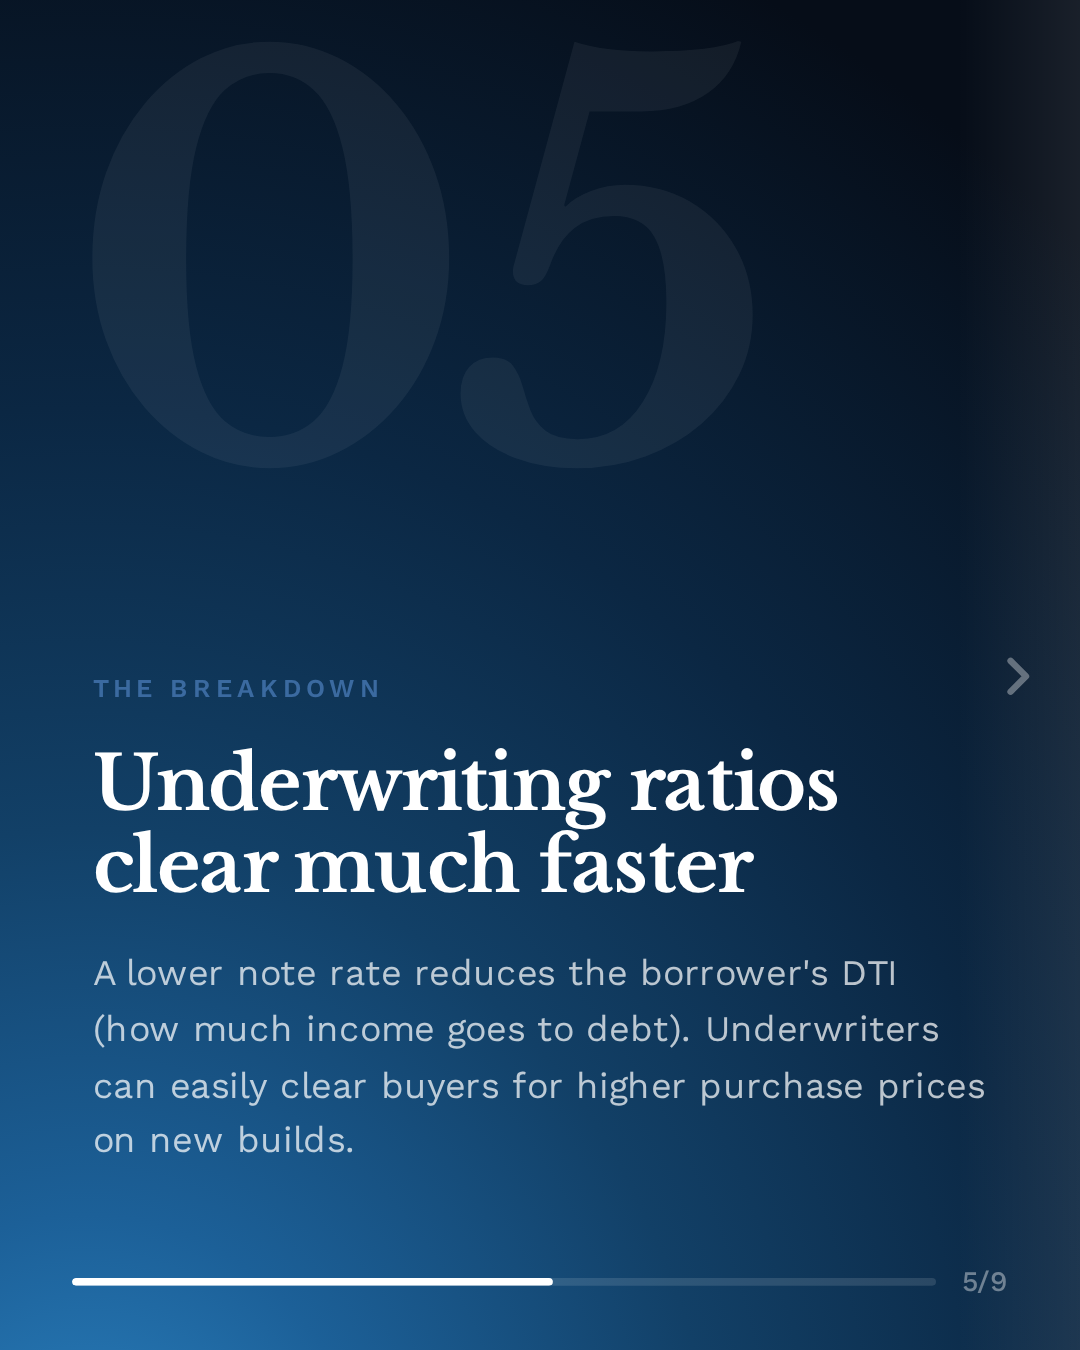 05
THE BREAKDOWN
Underwriting ratios
clear much faster
A lower note rate reduces the borrower's DTI
(how much income goes to debt). Underwriters
can easily clear buyers for higher purchase prices
on new builds.
5/9